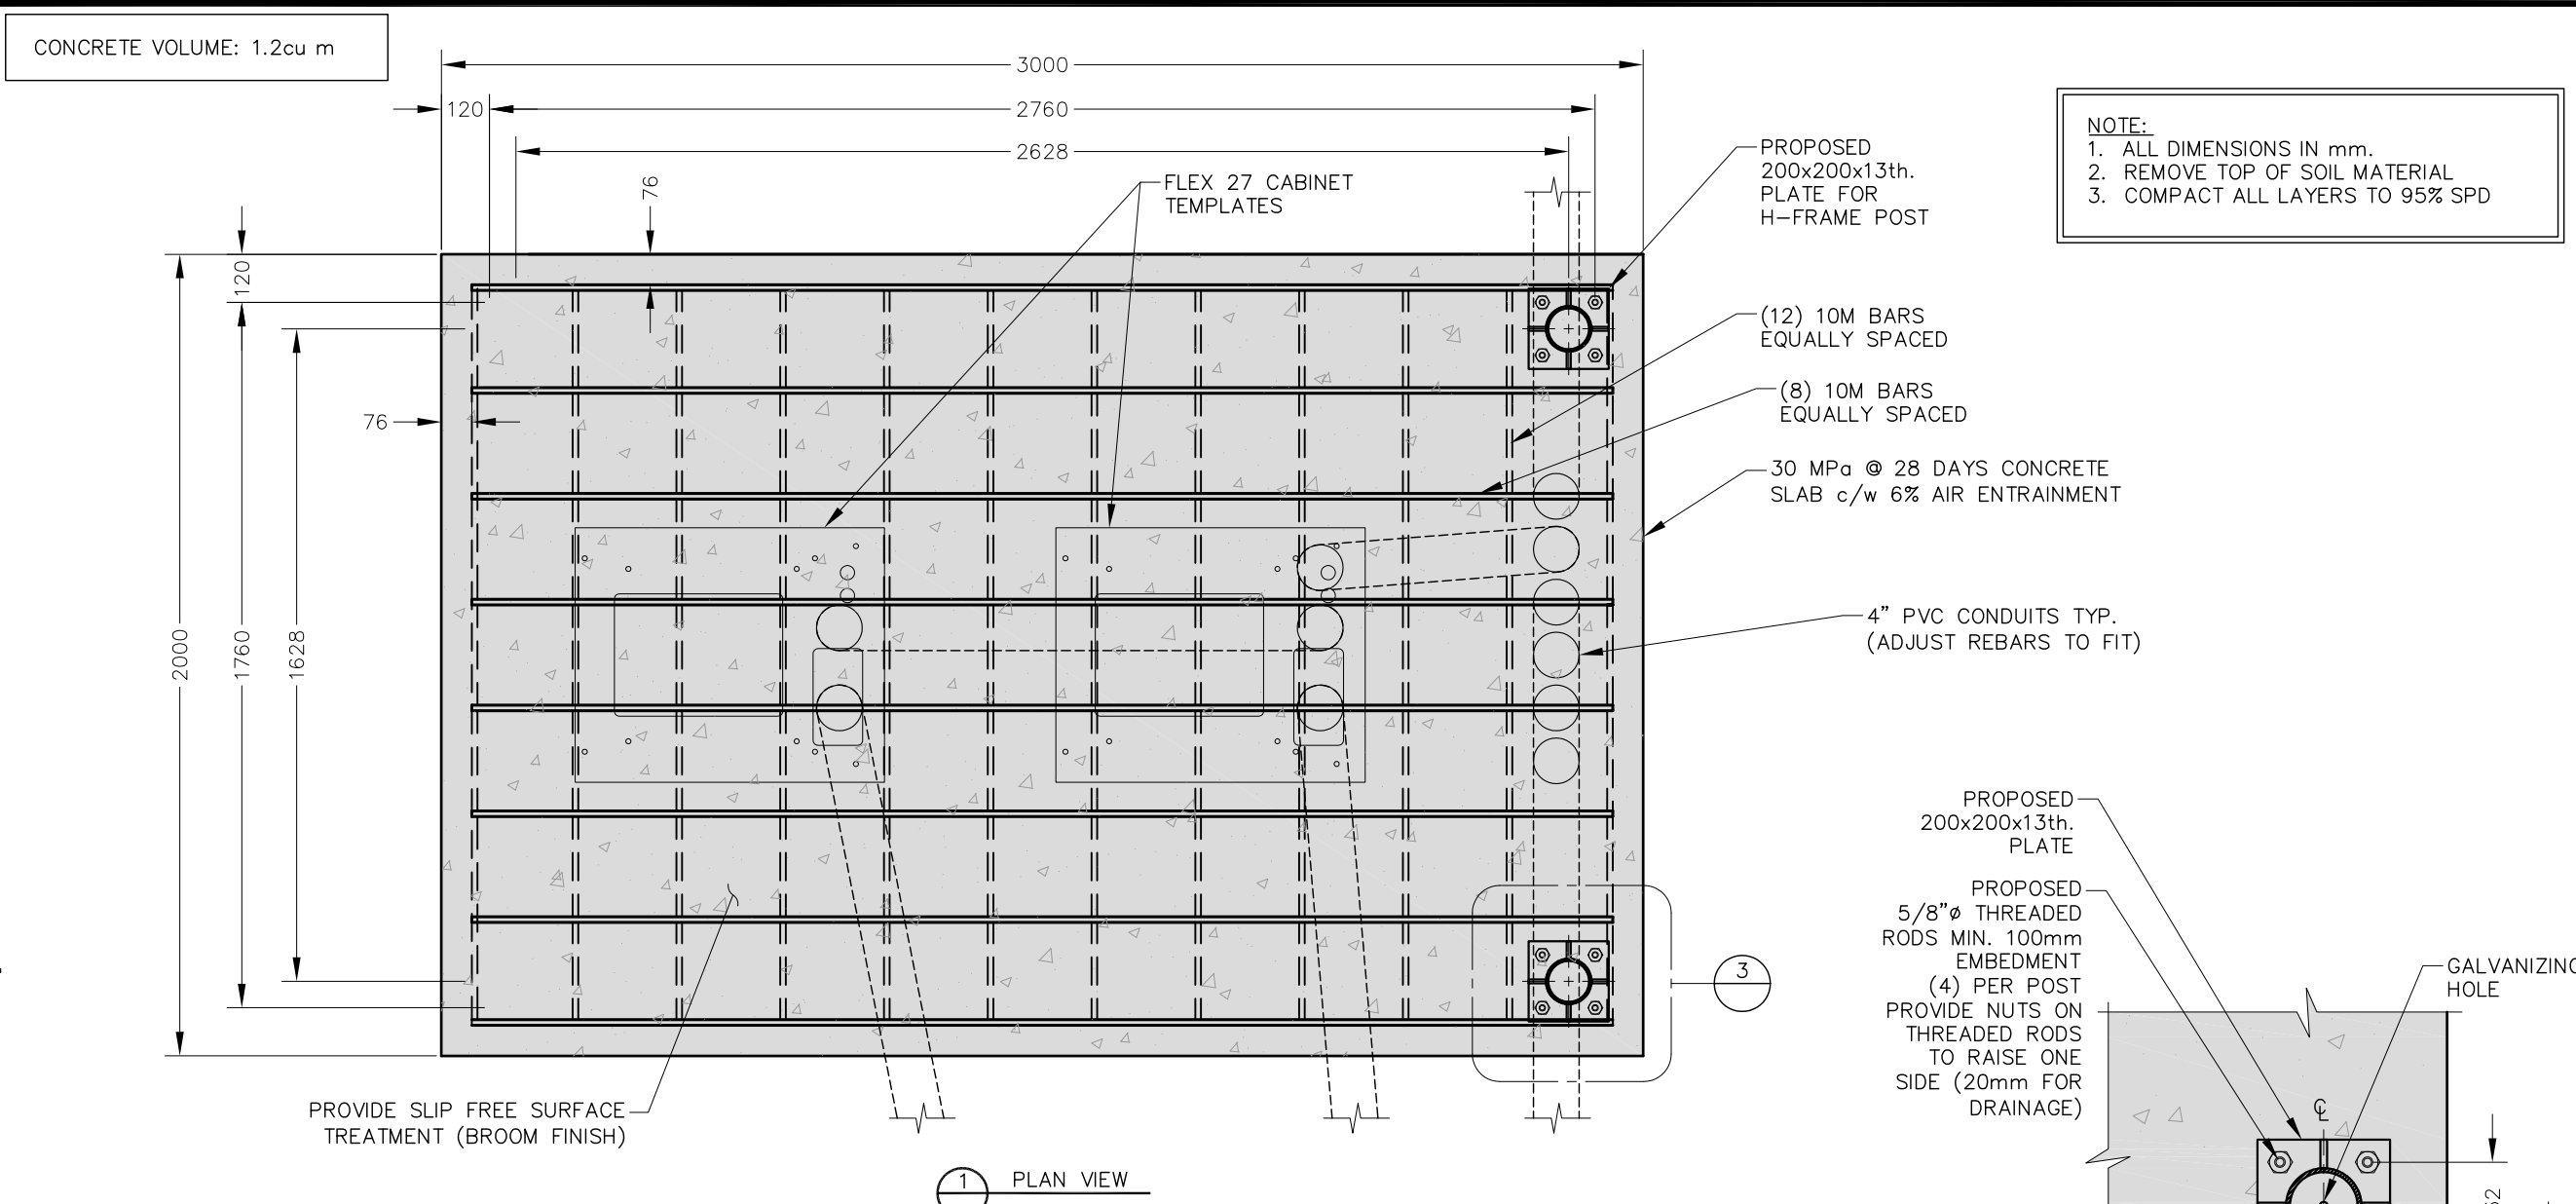 CONCRETE VOLUME: 1.2cu m
3000
120
2760
2628
76
120
2000
1760
1628
76
FLEX 27 CABINET
TEMPLATES
PROPOSED
200x200x13th.
PLATE FOR
H-FRAME POST
NOTE:
1. ALL DIMENSIONS IN mm.
2. REMOVE TOP OF SOIL MATERIAL
3. COMPACT ALL LAYERS TO 95% SPD
(12) 10M BARS
EQUALLY SPACED
(8) 10M BARS
EQUALLY SPACED
30 MPa @ 28 DAYS CONCRETE
SLAB c/w 6% AIR ENTRAINMENT
4" PVC CONDUITS TYP.
(ADJUST REBARS TO FIT)
3
PROPOSED
200x200x13th.
PLATE
PROPOSED
5/8"ø THREADED
RODS MIN. 100mm
EMBEDMENT
(4) PER POST
PROVIDE NUTS ON
THREADED RODS
TO RAISE ONE
SIDE (20mm FOR
DRAINAGE)
GALVANIZING
HOLE
℄
PROVIDE SLIP FREE SURFACE
TREATMENT (BROOM FINISH)
1 PLAN VIEW